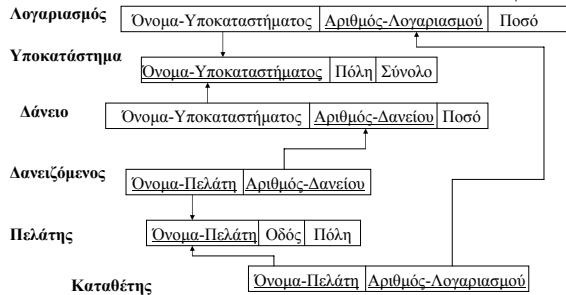 Λογαριασμός Όνομα-Υποκαταστήματος Αριθμός-Λογαριασμού Ποσό
Υποκατάστημα Όνομα-Υποκαταστήματος Πόλη Σύνολο
Δάνειο Όνομα-Υποκαταστήματος Αριθμός-Δανείου Ποσό
Δανειζόμενος Όνομα-Πελάτη Αριθμός-Δανείου
Πελάτης Όνομα-Πελάτη Οδός Πόλη
Καταθέτης Όνομα-Πελάτη Αριθμός-Λογαριασμού